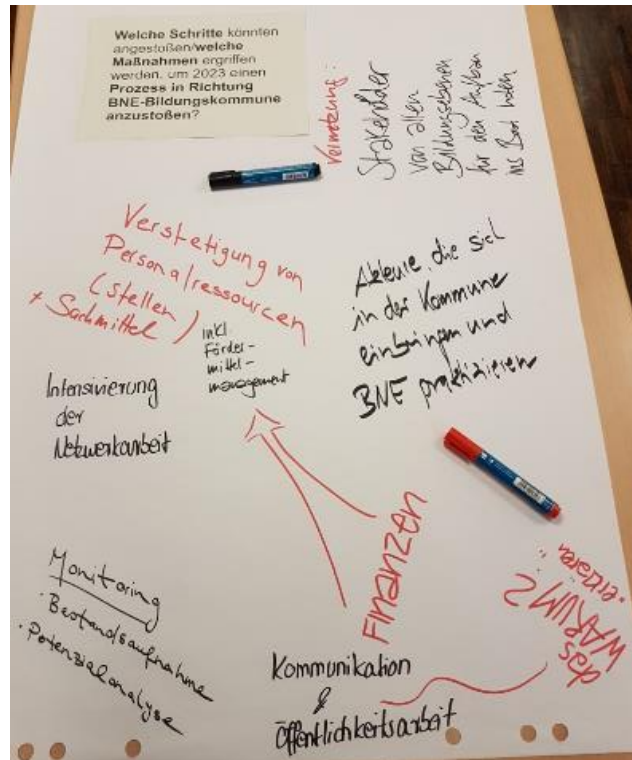 Welche Schritte könnten
angestoßen/welche
Maßnahmen ergriffen
werden, um 2023 einen
Prozess in Richtung
BNE-Bildungskommune
anzustoßen?
Vernetzung:
Stakeholder
von allen
Bildungsebenen
für den Aufbau
ins Boot holen
Verstetigung von
Personalressourcen
(Stellen)
+ Sachmittel
inkl.
Förder-
mittel-
management
Akteure, die sich
in der Kommune
einbringen und
BNE praktizieren
Intensivierung
der
Netzwerkarbeit
Finanzen
Monitoring
· Bestandsaufnahme
· Potenzialanalyse
Kommunikation
&
Öffentlichkeitsarbeit
das
WARUM?
erklären